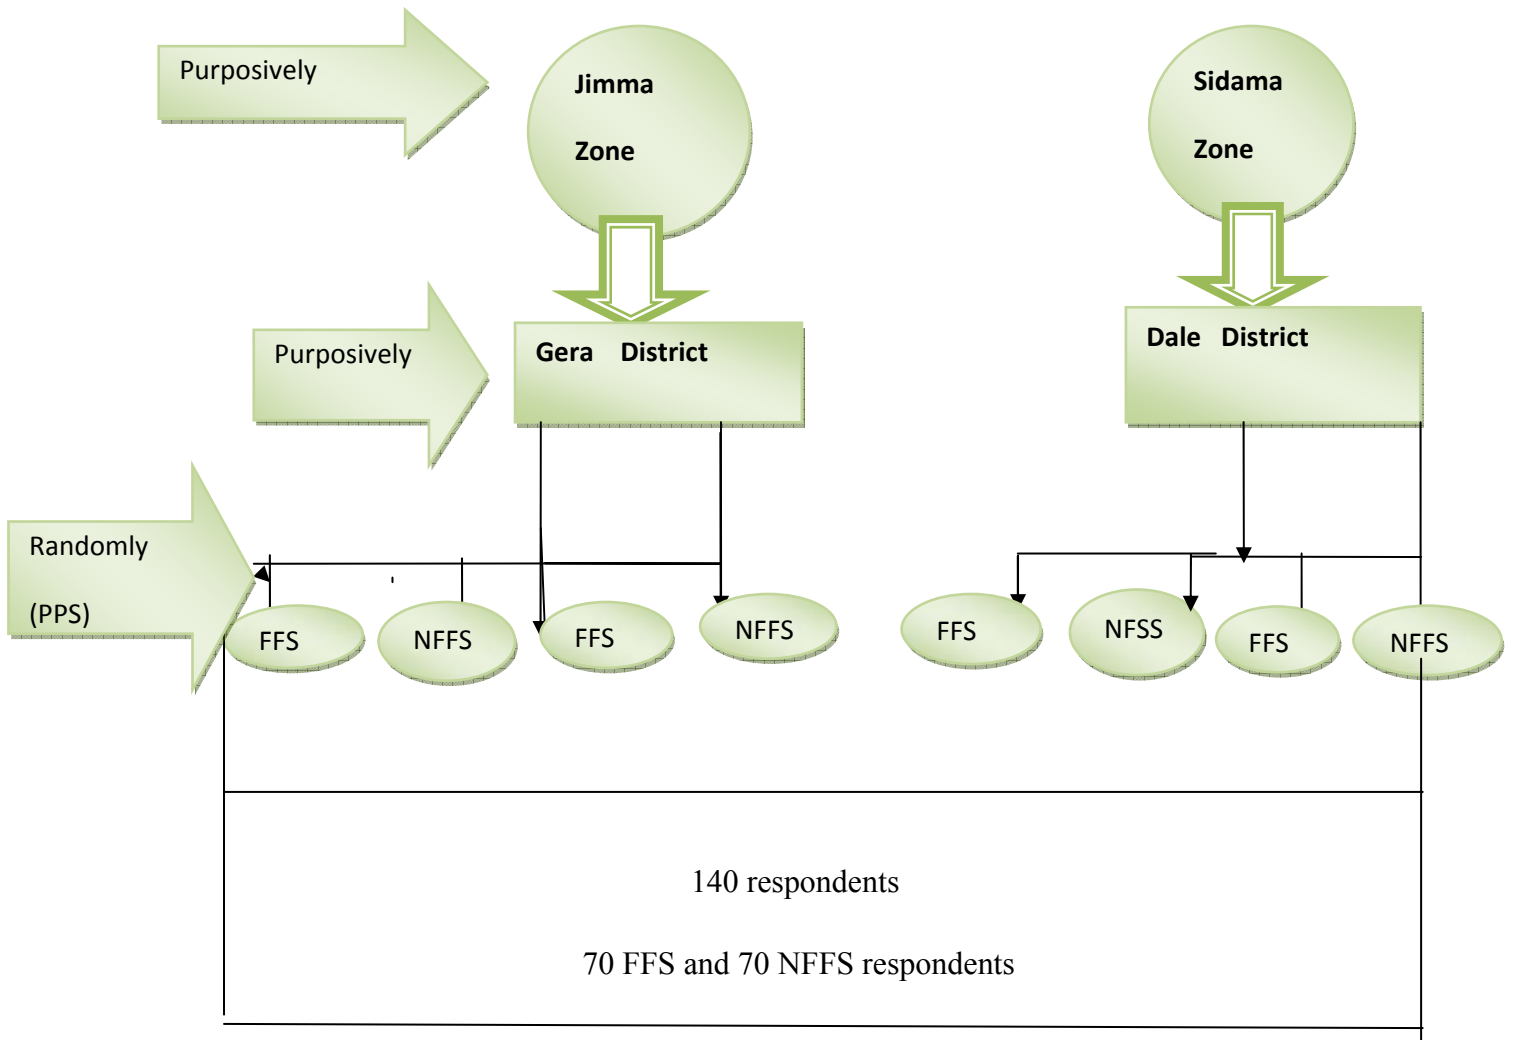 Purposively
Jimma
Zone
Sidama
Zone
Purposively
Gera District
Dale District
Randomly
(PPS)
FFS
NFFS
FFS
NFFS
FFS
NFSS
FFS
NFFS
140 respondents
70 FFS and 70 NFFS respondents